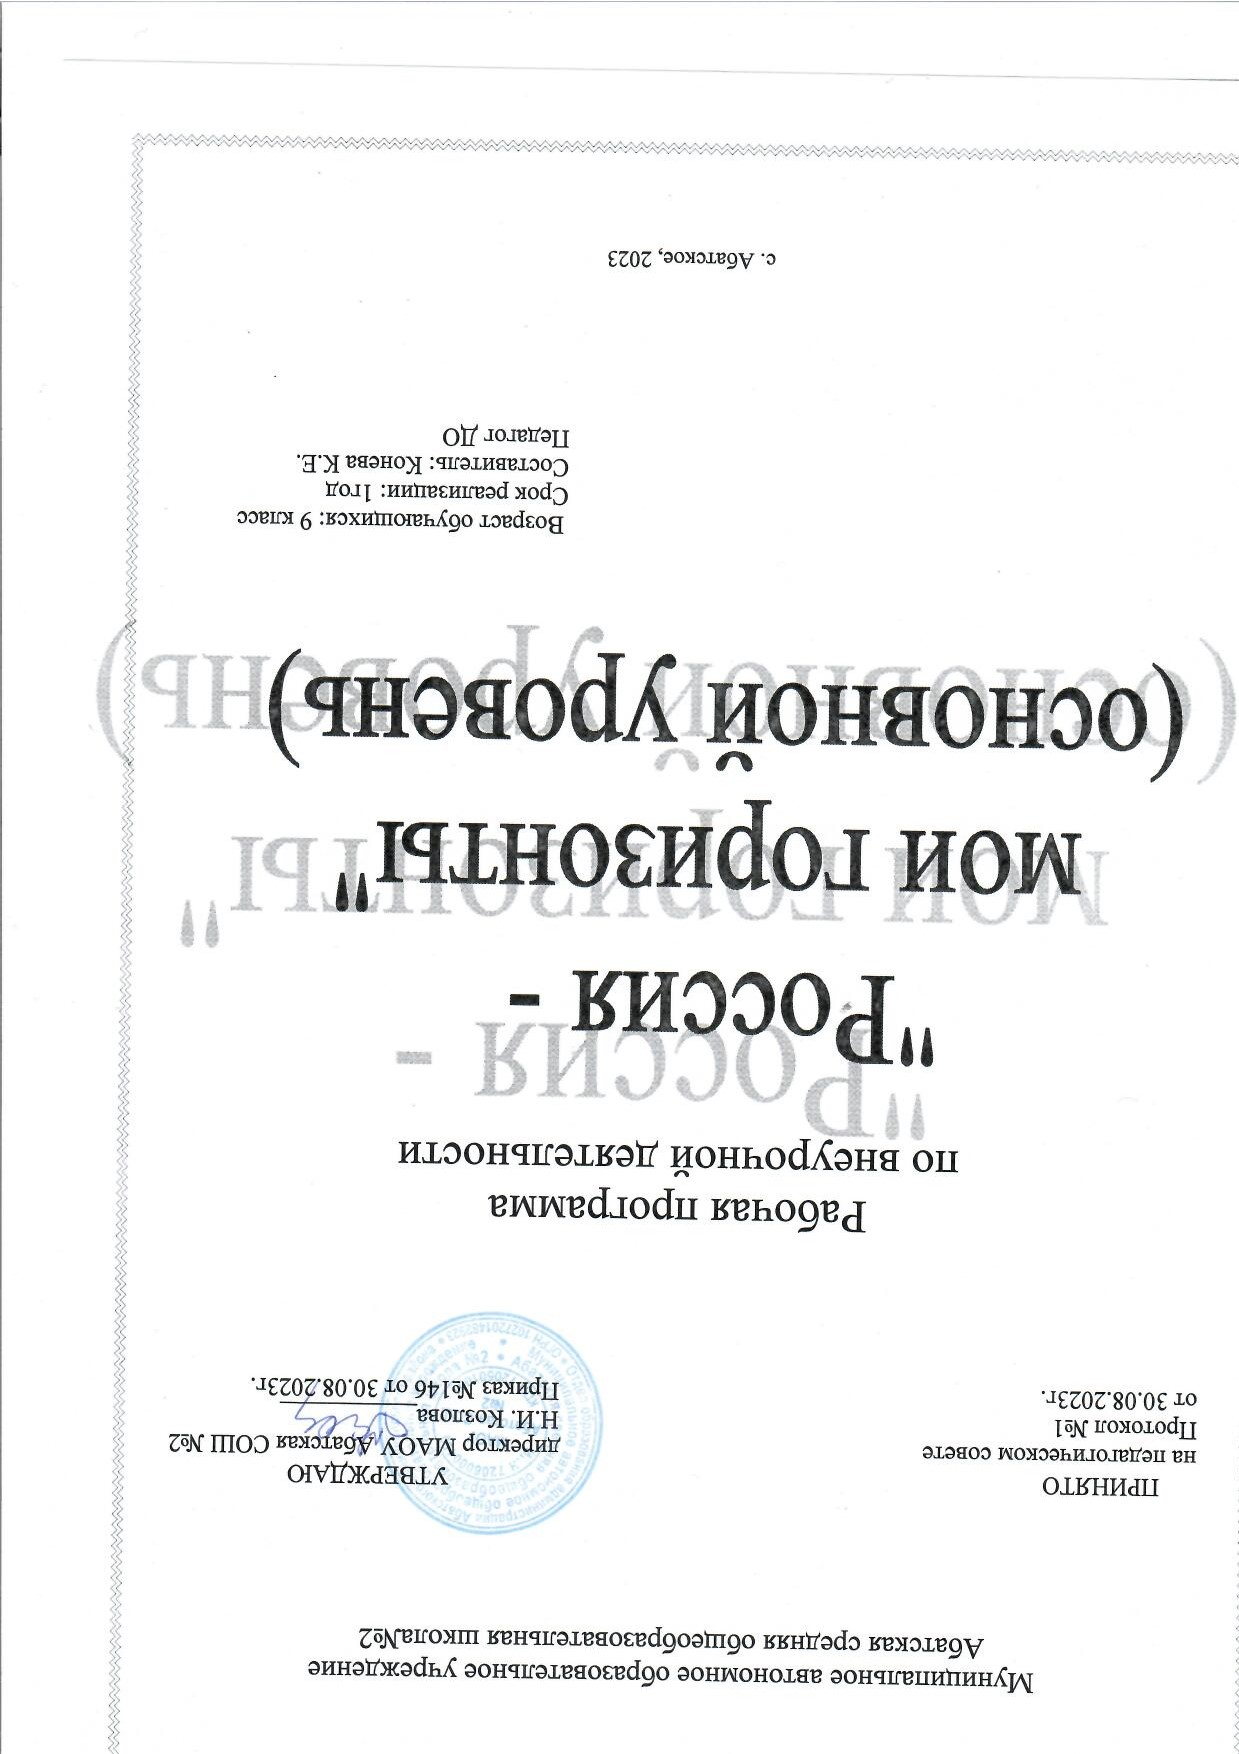 Муниципальное автономное образовательное учреждение
Абатская средняя общеобразовательная школа№2
ПРИНЯТО
на педагогическом совете
Протокол №1
от 30.08.2023г.
УТВЕРЖДАЮ
директор МАОУ Абатская СОШ №2
Н.И. Козлова
Приказ №146 от 30.08.2023г.
Рабочая программа
по внеурочной деятельности
"Россия -
мои горизонты"
(основной уровень)
Возраст обучающихся: 9 класс
Срок реализации: 1год
Составитель: Конева К.Е.
Педагог ДО
с. Абатское, 2023